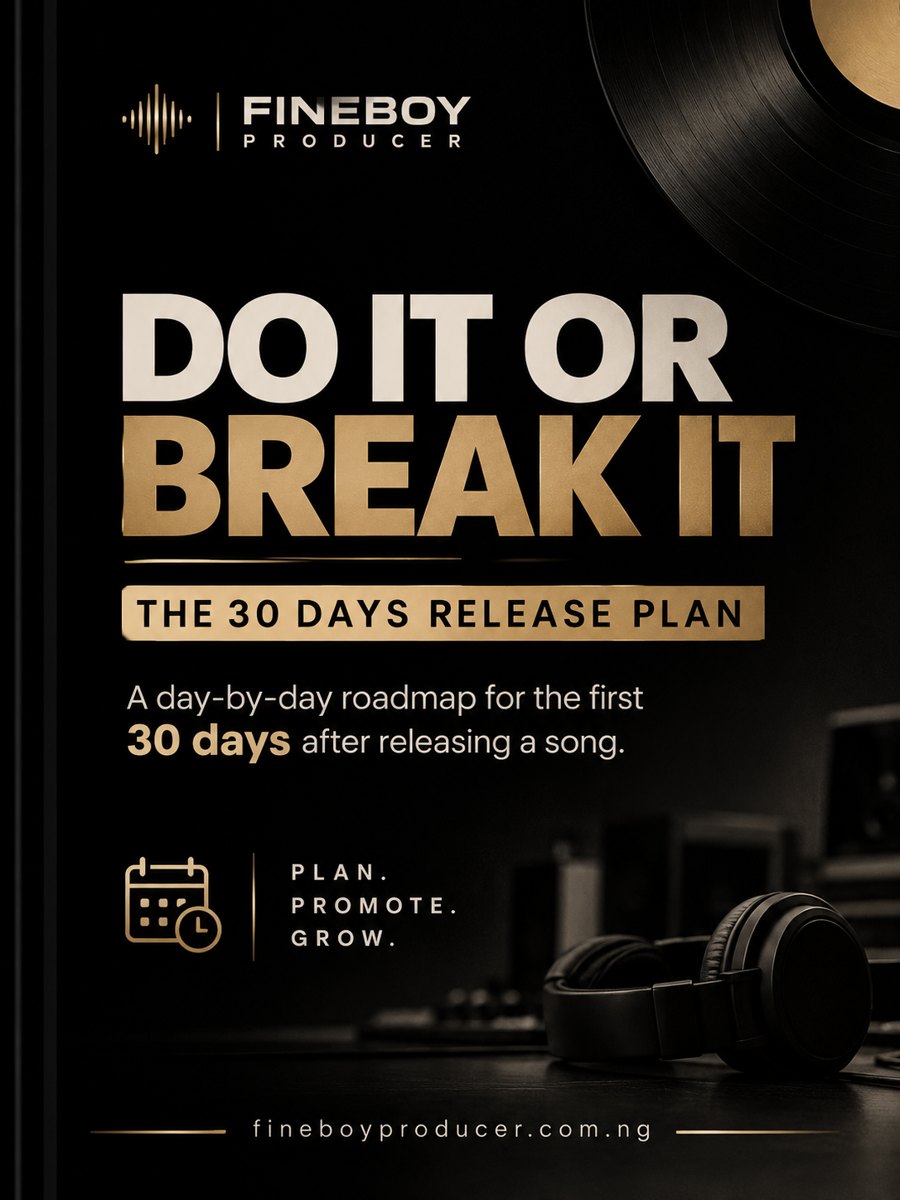 FINEBOY
PRODUCER
DO IT OR
BREAK IT
THE 30 DAYS RELEASE PLAN
A day-by-day roadmap for the first
30 days after releasing a song.
PLAN.
PROMOTE.
GROW.
fineboyproducer.com.ng